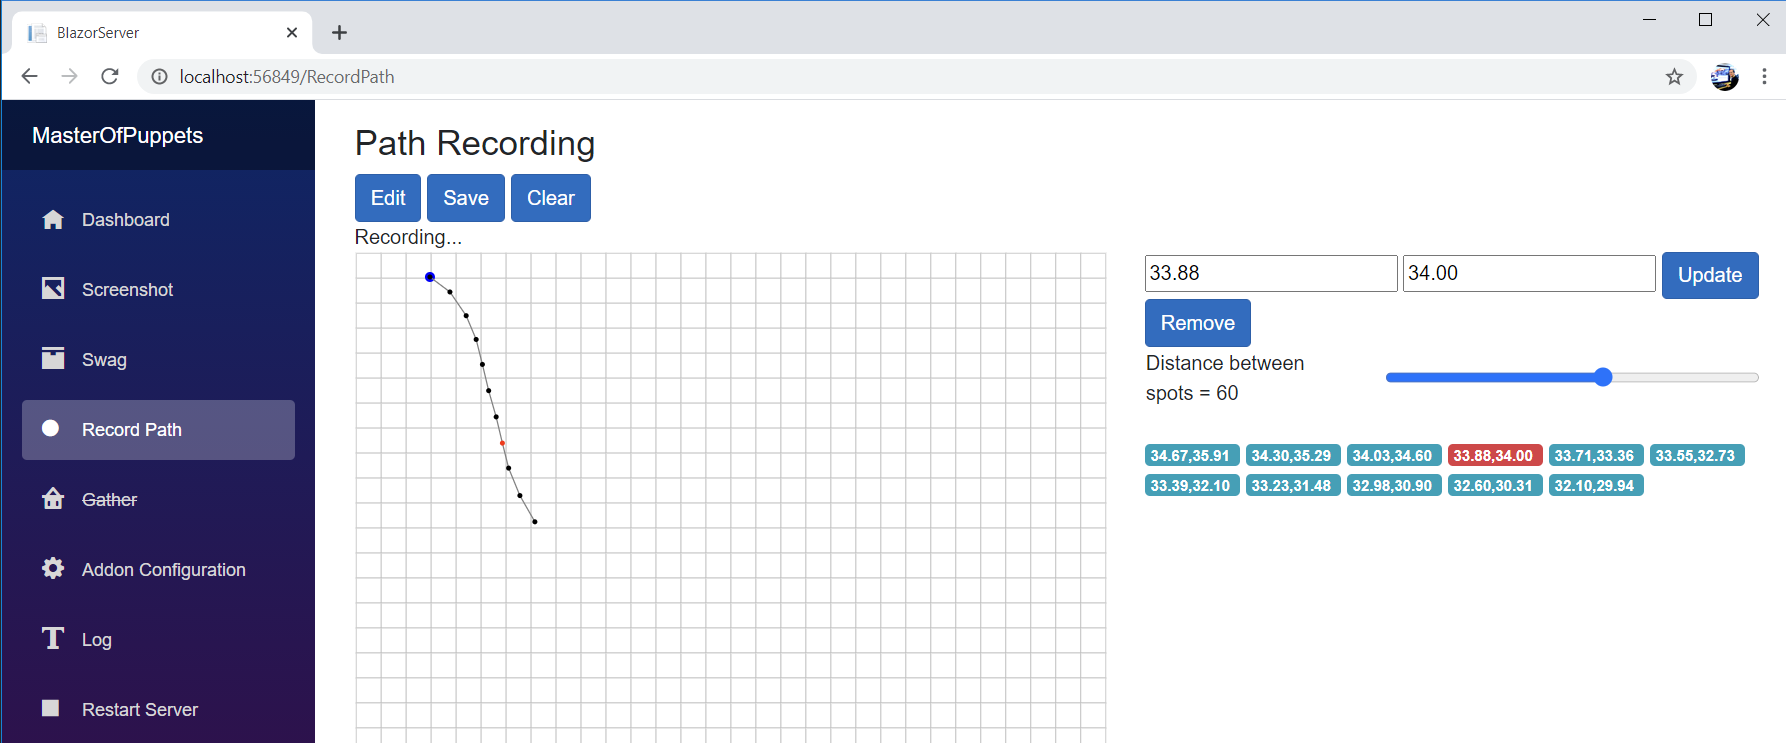 BlazorServer
localhost:56849/RecordPath
MasterOfPuppets
Dashboard
Screenshot
Swag
Record Path
Gather
Addon Configuration
Log
Restart Server
Path Recording
Edit Save Clear
Recording...
33.88 34.00 Update
Remove
Distance between
spots = 60
34.67,35.91 34.30,35.29 34.03,34.60 33.88,34.00 33.71,33.36 33.55,32.73
33.39,32.10 33.23,31.48 32.98,30.90 32.60,30.31 32.10,29.94